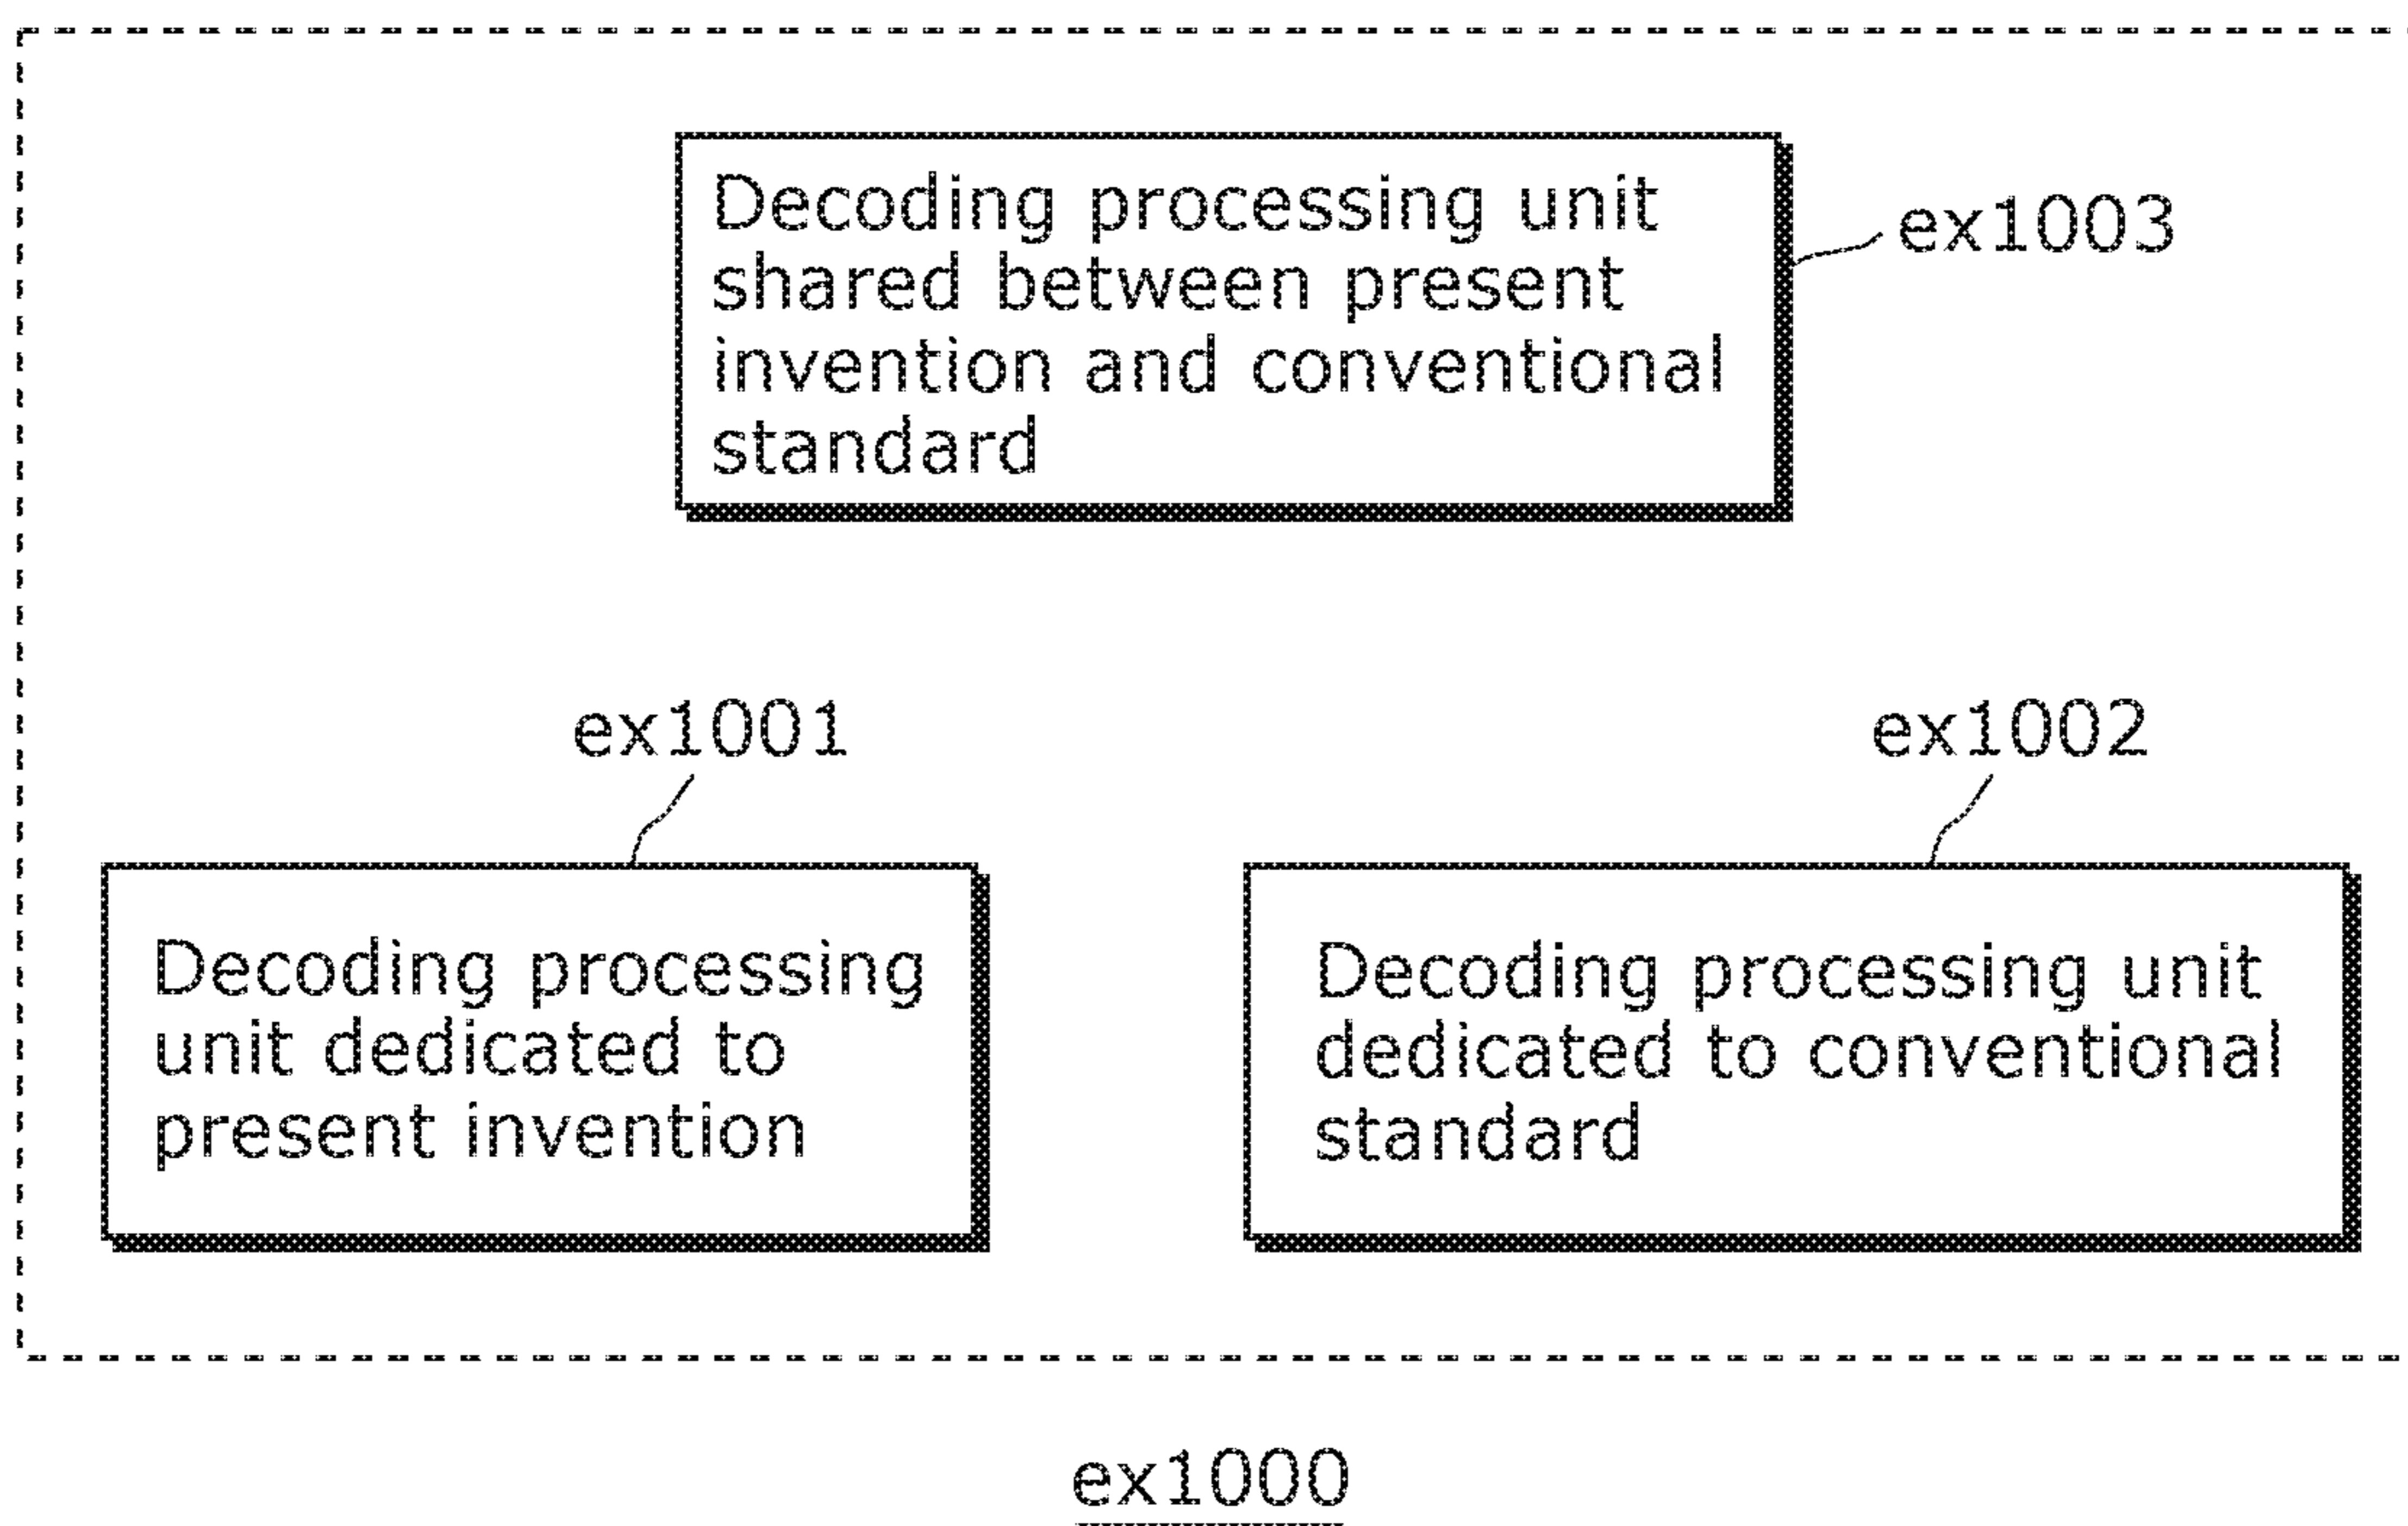 Decoding processing unit
shared between present
invention and conventional
standard
ex1003
ex1001
ex1002
Decoding processing
unit dedicated to
present invention
Decoding processing unit
dedicated to conventional
standard
ex1000